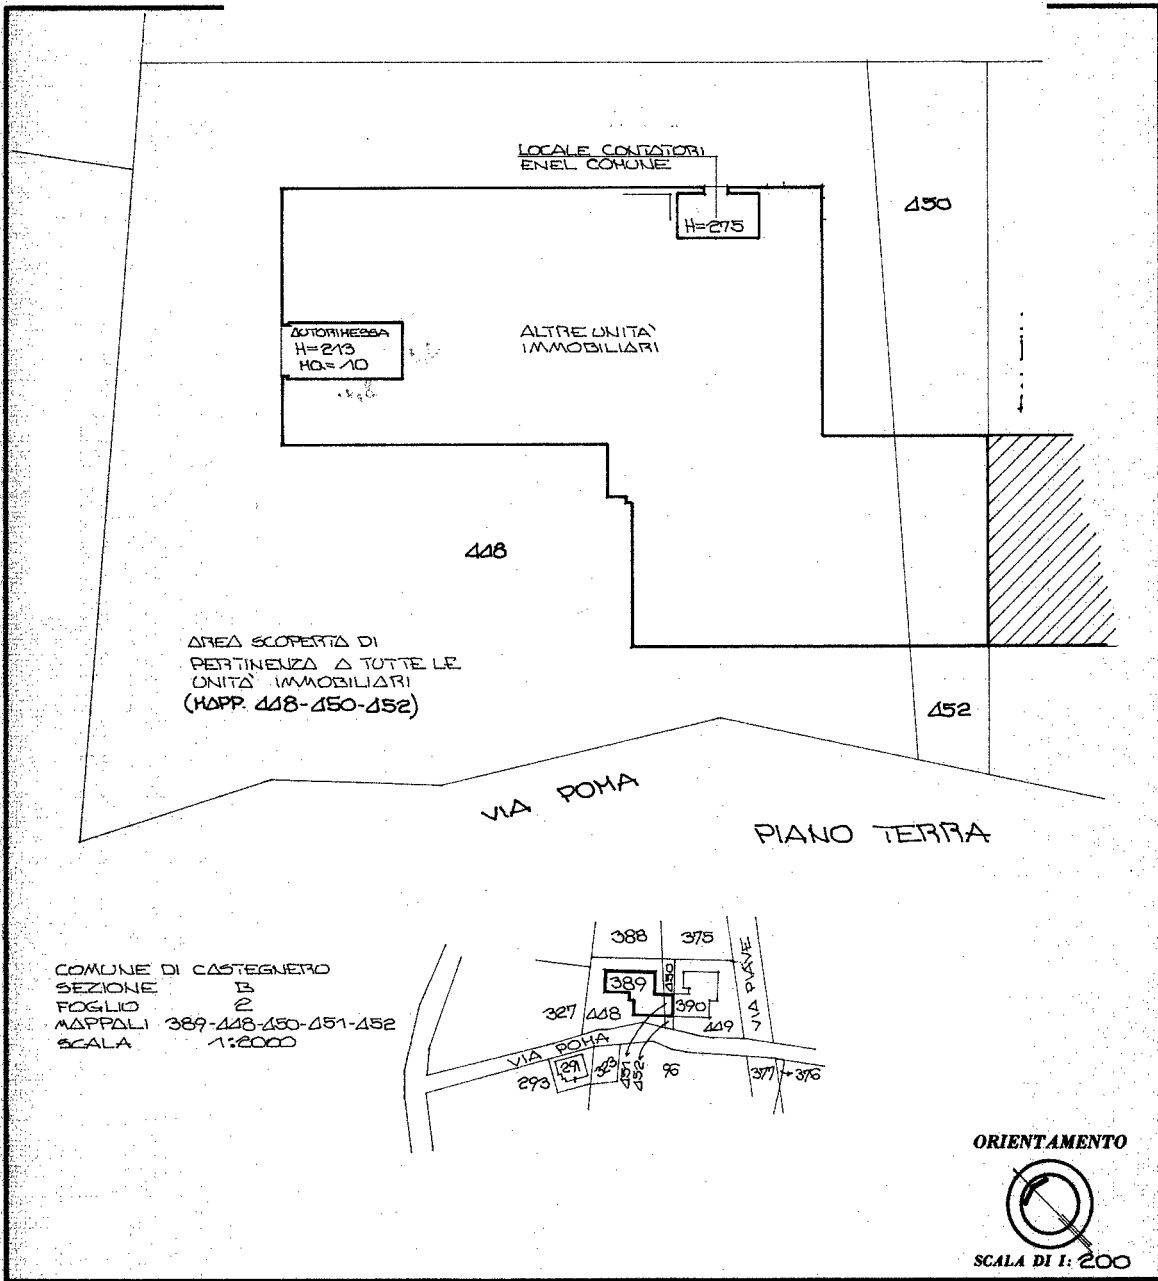 LOCALE CONTATORI
ENEL COMUNE
450
H=275
AUTORIMESSA
H=213
MQ=10
ALTRE UNITA'
IMMOBILIARI
448
AREA SCOPERTA DI
PERTINENZA A TUTTE LE
UNITA' IMMOBILIARI
(MAPP. 448-450-452)
452
VIA POMA
PIANO TERRA
COMUNE DI CASTEGNERO
SEZIONE B
FOGLIO 2
MAPPALI 389-448-450-451-452
SCALA 1:2000
388
375
450
389
VIA PIAVE
327
448
390
449
VIA POMA
293
291
323
451
452
96
377
376
ORIENTAMENTO
SCALA DI 1: 200